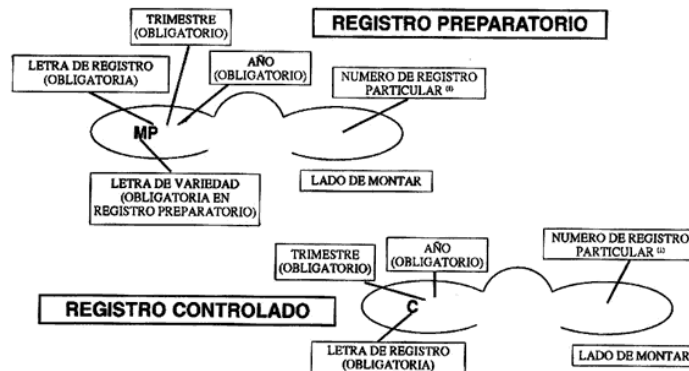 TRIMESTRE
(OBLIGATORIO)
REGISTRO PREPARATORIO
LETRA DE REGISTRO
(OBLIGATORIA)
AÑO
(OBLIGATORIO)
NUMERO DE REGISTRO
PARTICULAR
MP
LETRA DE VARIEDAD
(OBLIGATORIA EN
REGISTRO PREPARATORIO)
LADO DE MONTAR
TRIMESTRE
(OBLIGATORIO)
AÑO
(OBLIGATORIO)
NUMERO DE REGISTRO
PARTICULAR (1)
REGISTRO CONTROLADO
C
LETRA DE REGISTRO
(OBLIGATORIA)
LADO DE MONTAR